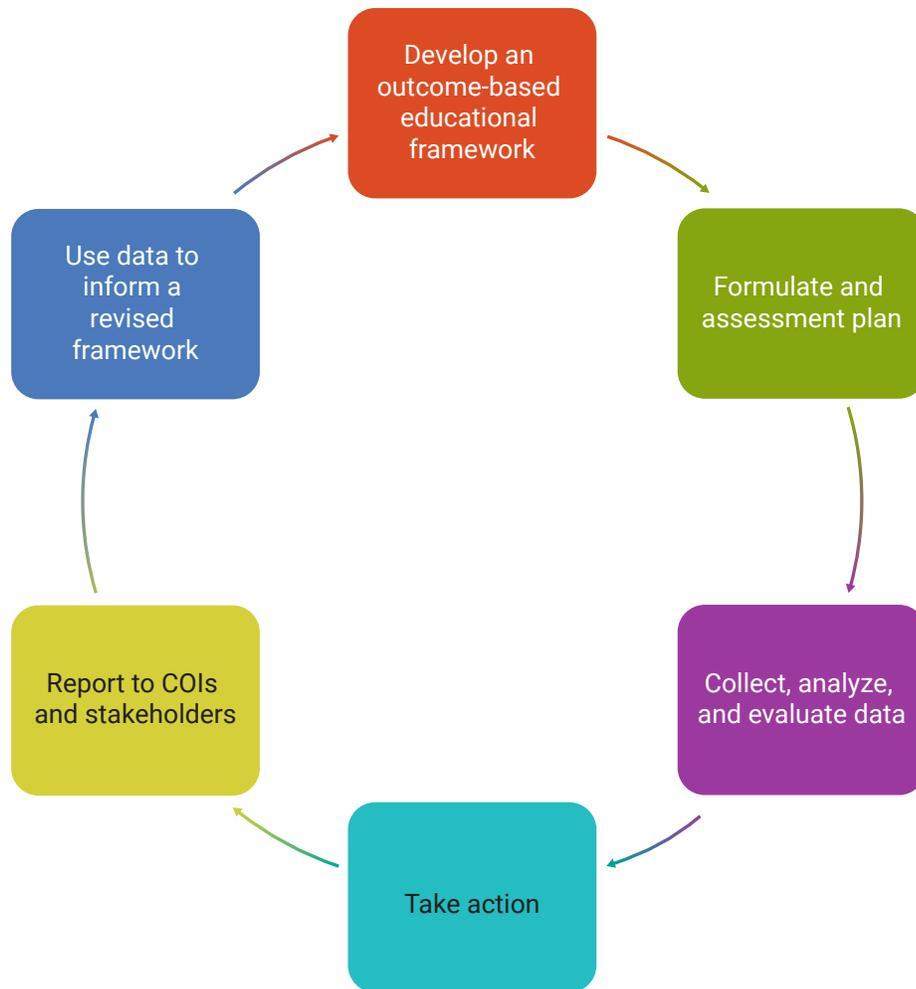 Develop an
outcome-based
educational
framework
Formulate and
assessment plan
Collect, analyze,
and evaluate data
Take action
Report to COIs
and stakeholders
Use data to
inform a
revised
framework